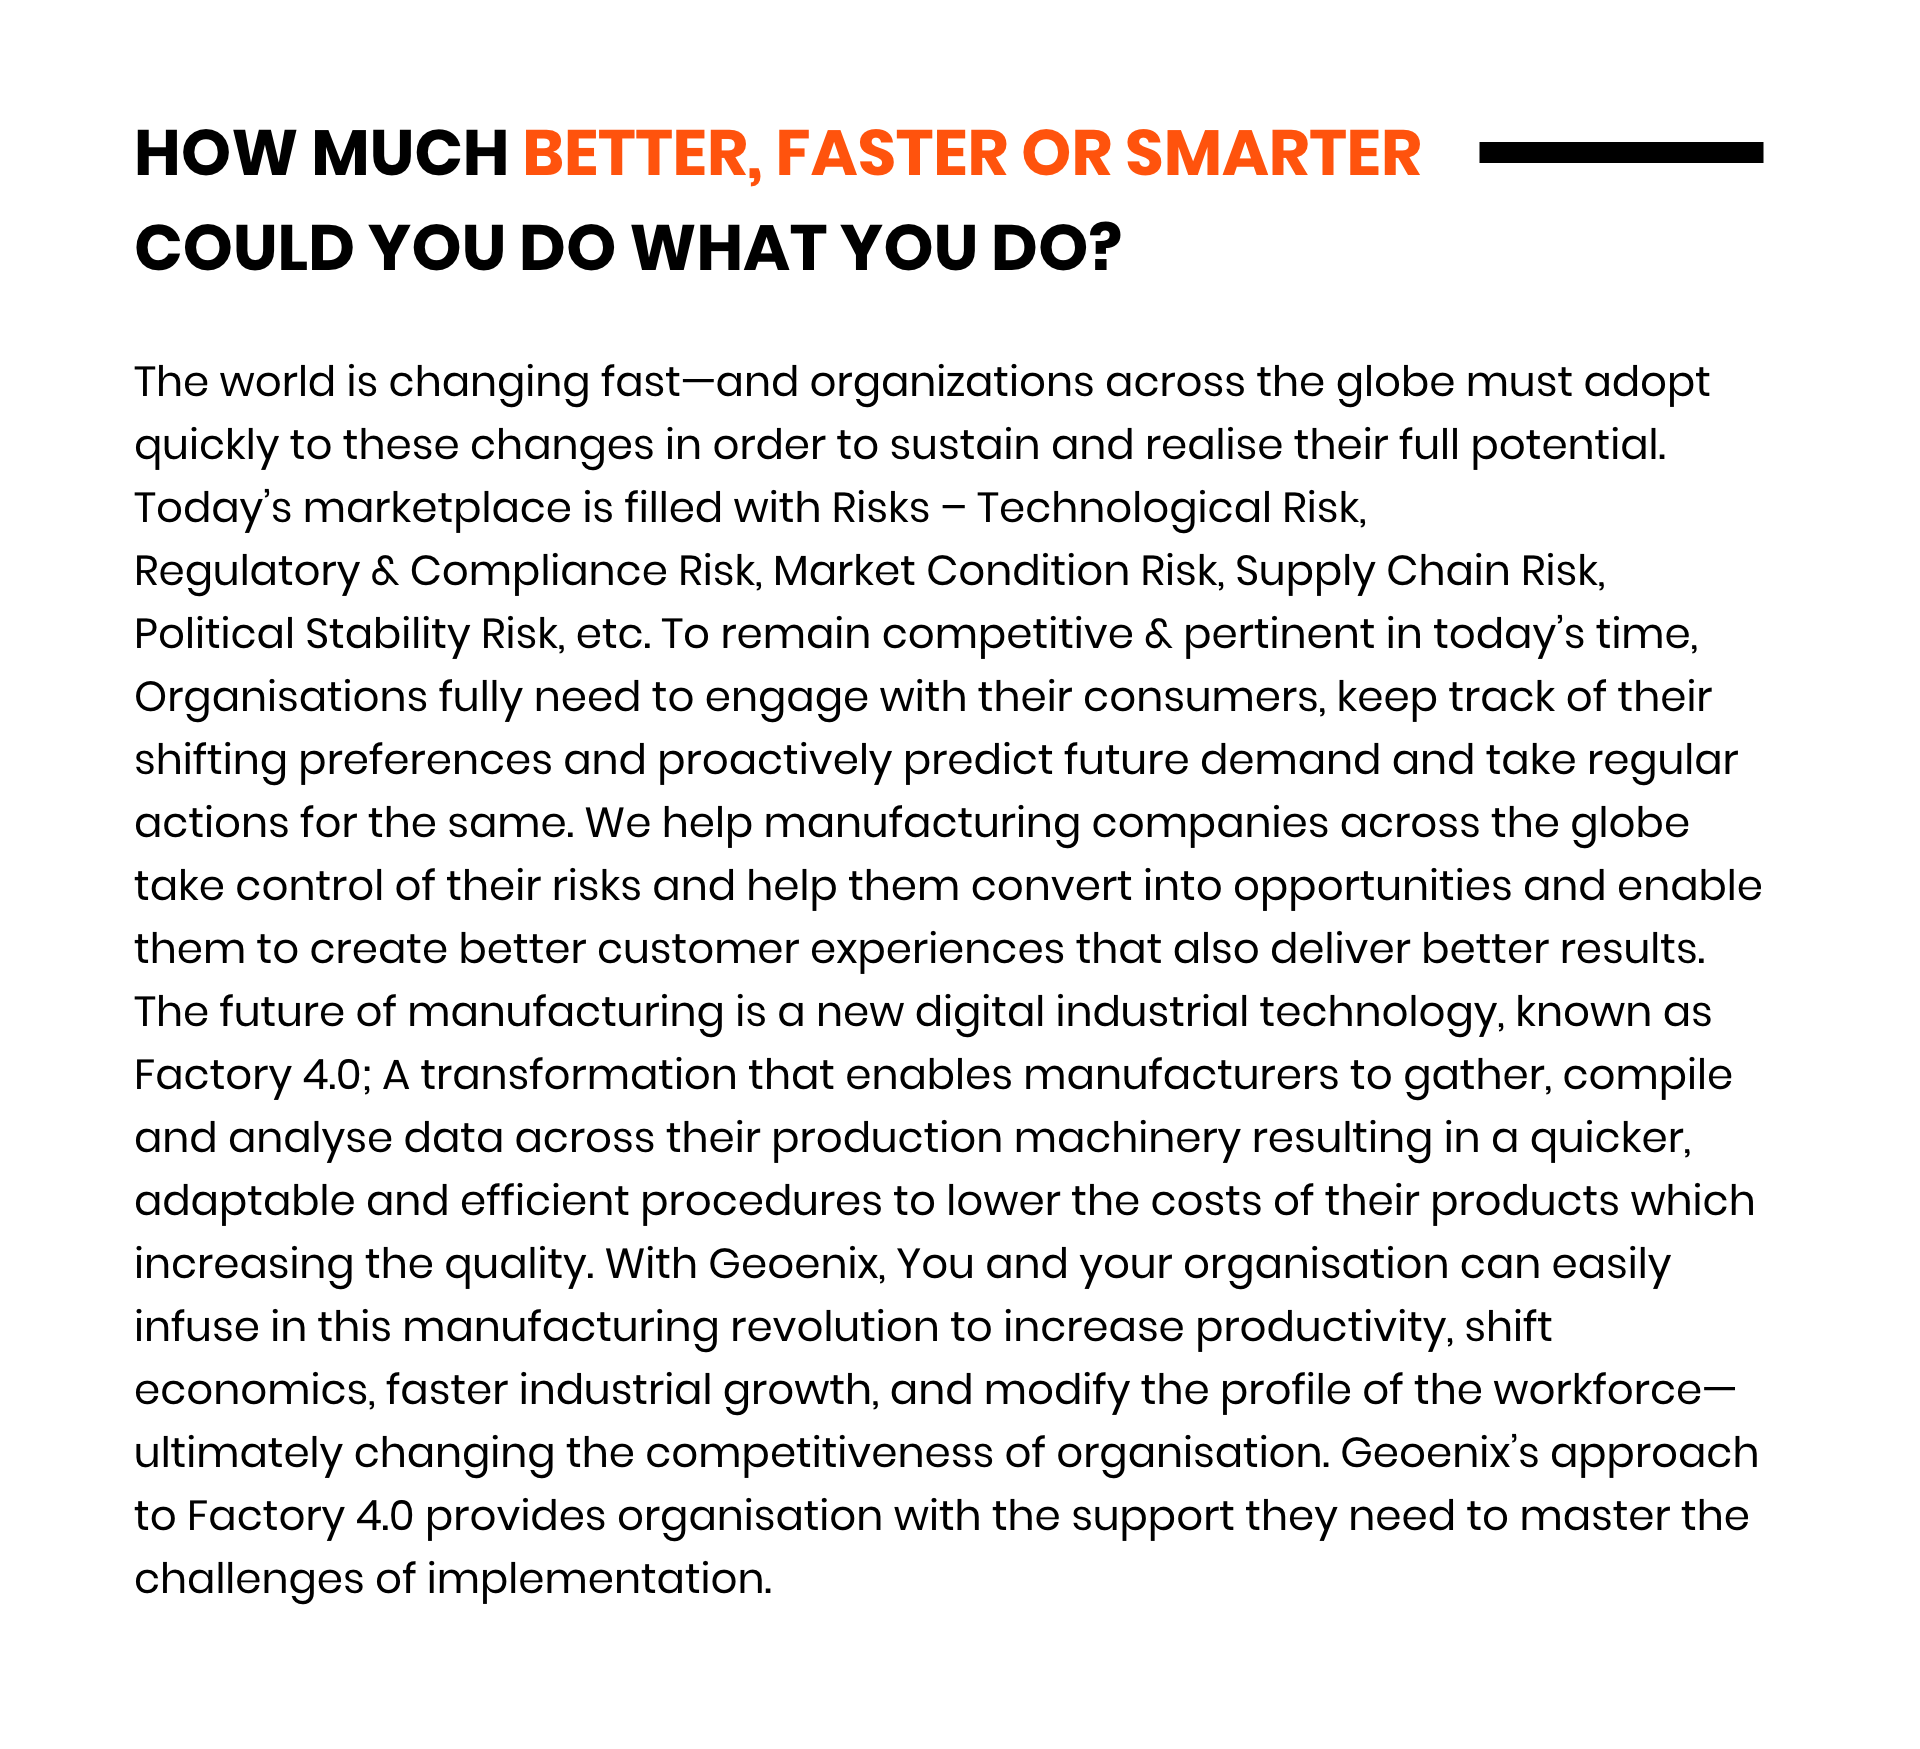 HOW MUCH BETTER, FASTER OR SMARTER
COULD YOU DO WHAT YOU DO?
The world is changing fast—and organizations across the globe must adopt
quickly to these changes in order to sustain and realise their full potential.
Today’s marketplace is filled with Risks – Technological Risk,
Regulatory & Compliance Risk, Market Condition Risk, Supply Chain Risk,
Political Stability Risk, etc. To remain competitive & pertinent in today’s time,
Organisations fully need to engage with their consumers, keep track of their
shifting preferences and proactively predict future demand and take regular
actions for the same. We help manufacturing companies across the globe
take control of their risks and help them convert into opportunities and enable
them to create better customer experiences that also deliver better results.
The future of manufacturing is a new digital industrial technology, known as
Factory 4.0; A transformation that enables manufacturers to gather, compile
and analyse data across their production machinery resulting in a quicker,
adaptable and efficient procedures to lower the costs of their products which
increasing the quality. With Geoenix, You and your organisation can easily
infuse in this manufacturing revolution to increase productivity, shift
economics, faster industrial growth, and modify the profile of the workforce—
ultimately changing the competitiveness of organisation. Geoenix’s approach
to Factory 4.0 provides organisation with the support they need to master the
challenges of implementation.